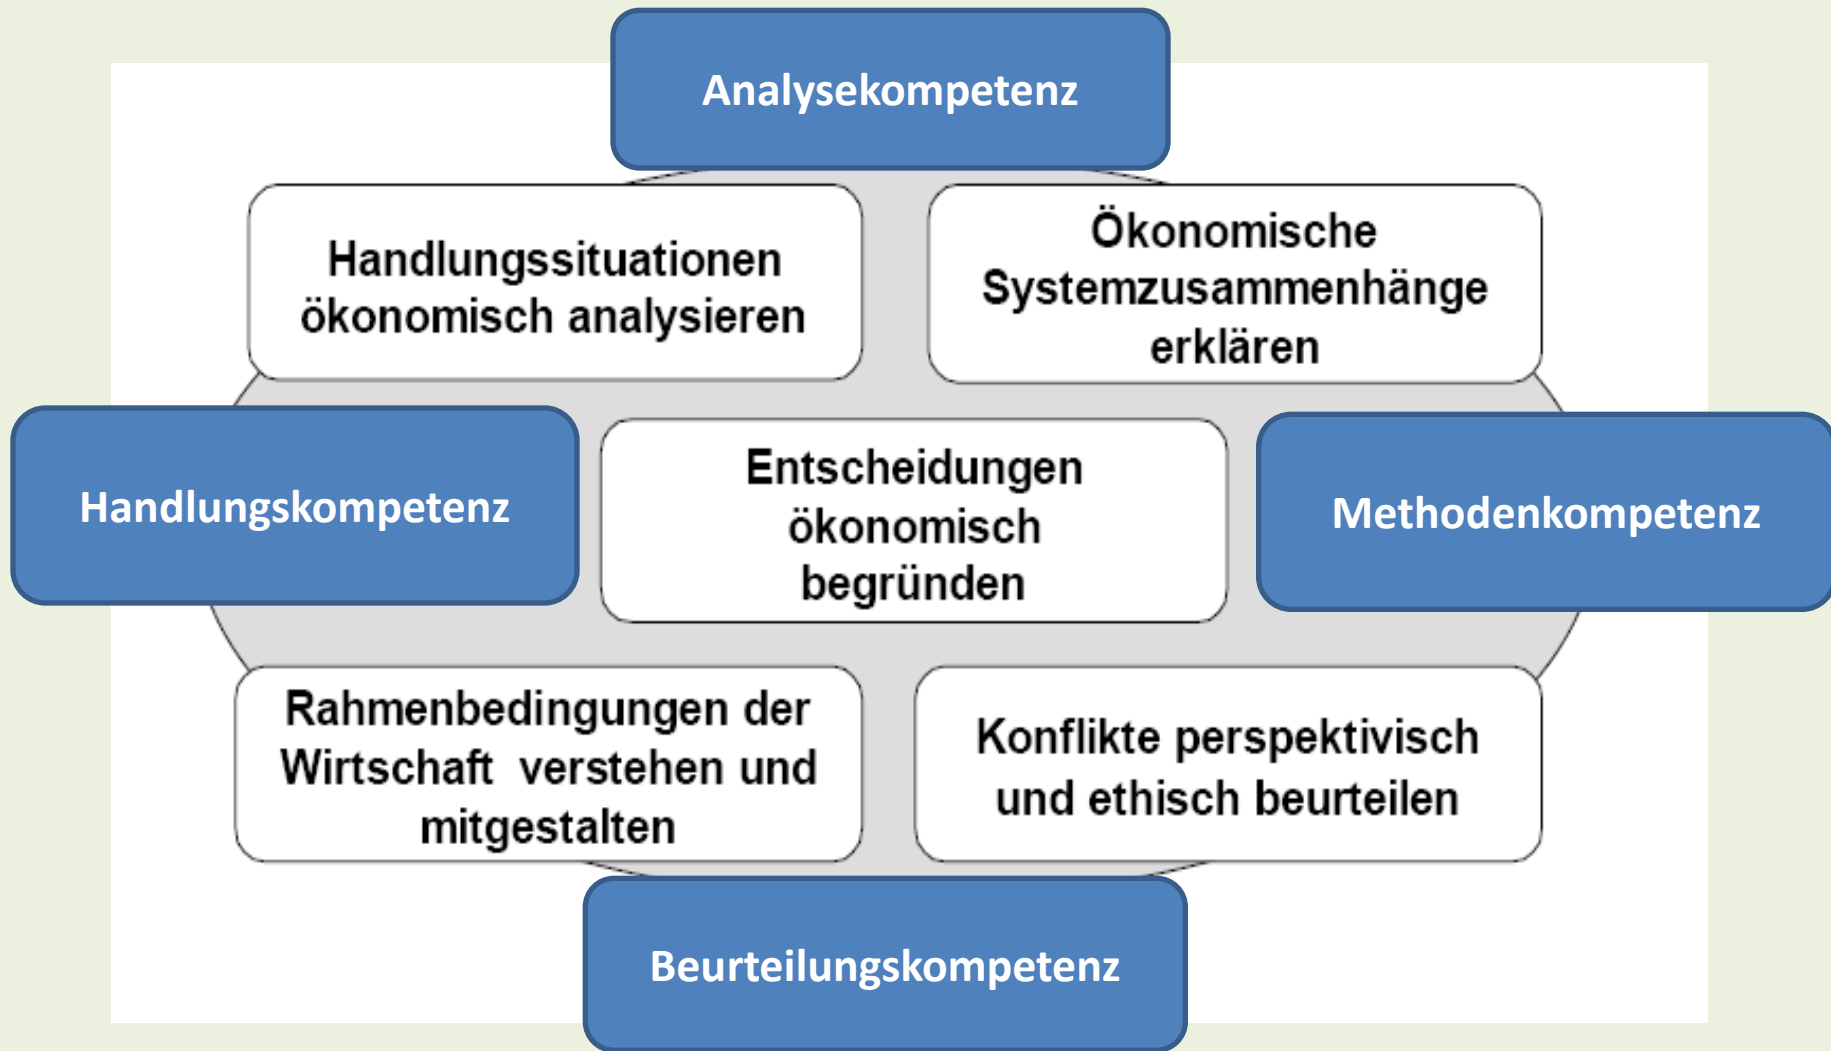 Analysekompetenz
Handlungssituationen
ökonomisch analysieren
Ökonomische
Systemzusammenhänge
erklären
Handlungskompetenz
Entscheidungen
ökonomisch
begründen
Methodenkompetenz
Rahmenbedingungen der
Wirtschaft verstehen und
mitgestalten
Konflikte perspektivisch
und ethisch beurteilen
Beurteilungskompetenz